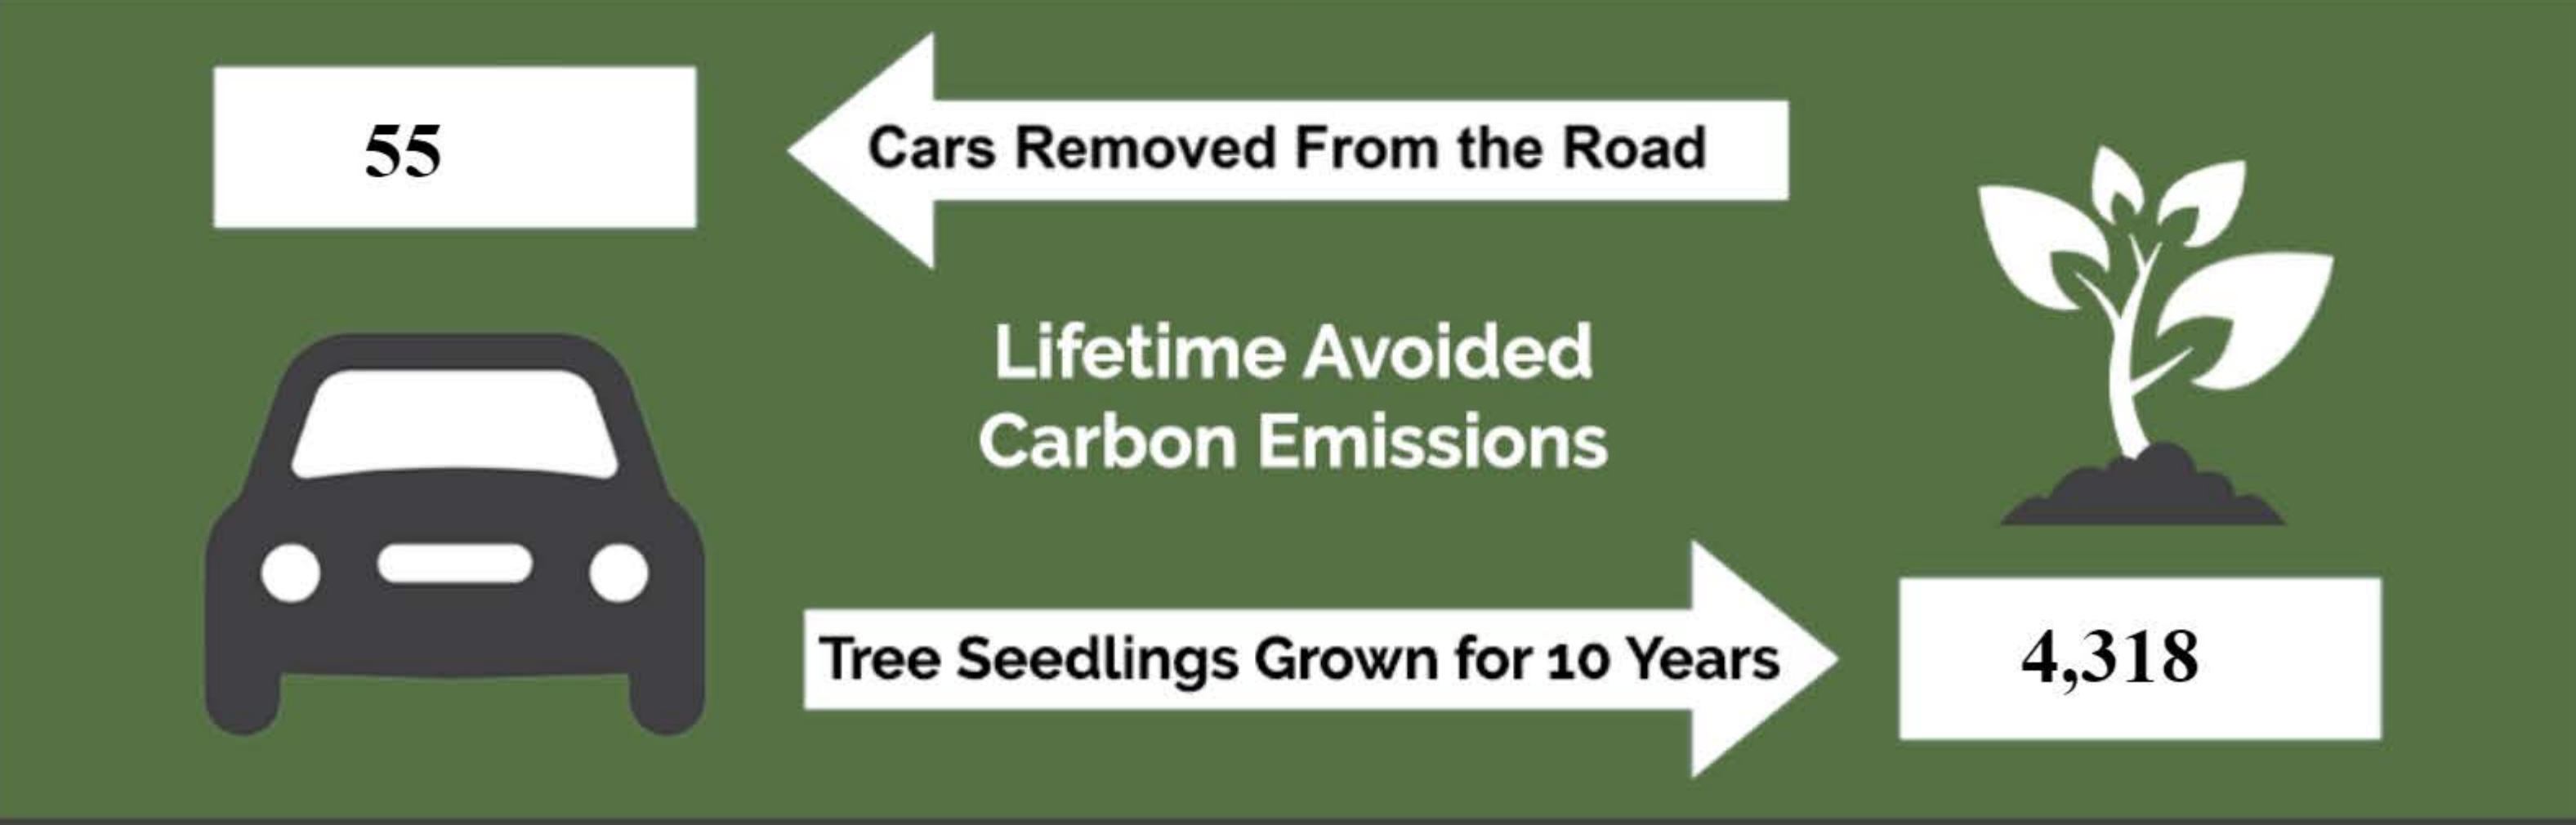 55
Cars Removed From the Road
Lifetime Avoided
Carbon Emissions
Tree Seedlings Grown for 10 Years
4,318